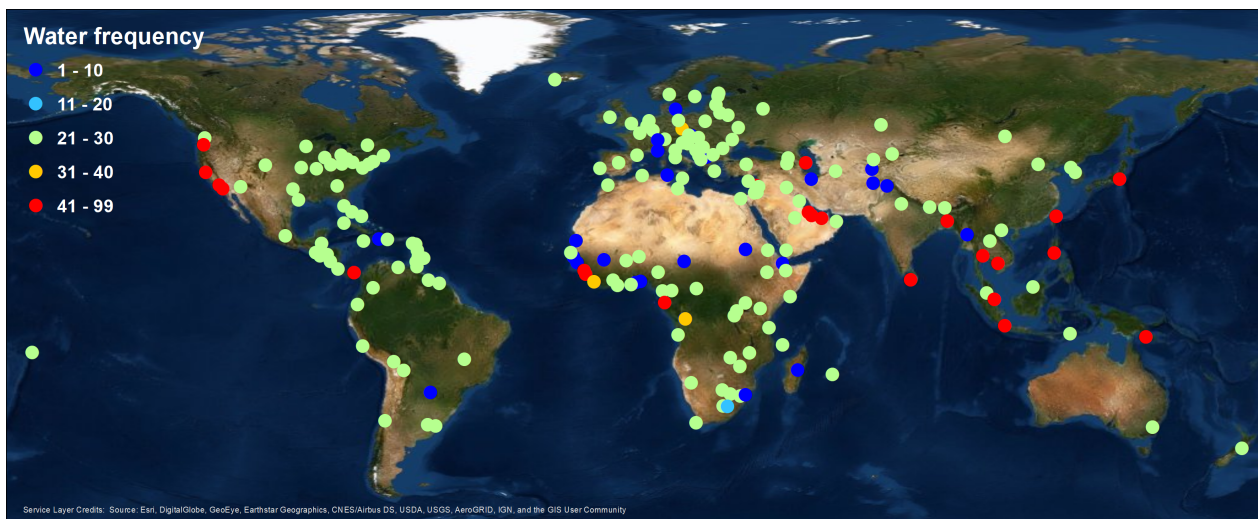 Water frequency
1 - 10
11 - 20
21 - 30
31 - 40
41 - 99
Service Layer Credits: Source: Esri, DigitalGlobe, GeoEye, Earthstar Geographics, CNES/Airbus DS, USDA, USGS, AeroGRID, IGN, and the GIS User Community